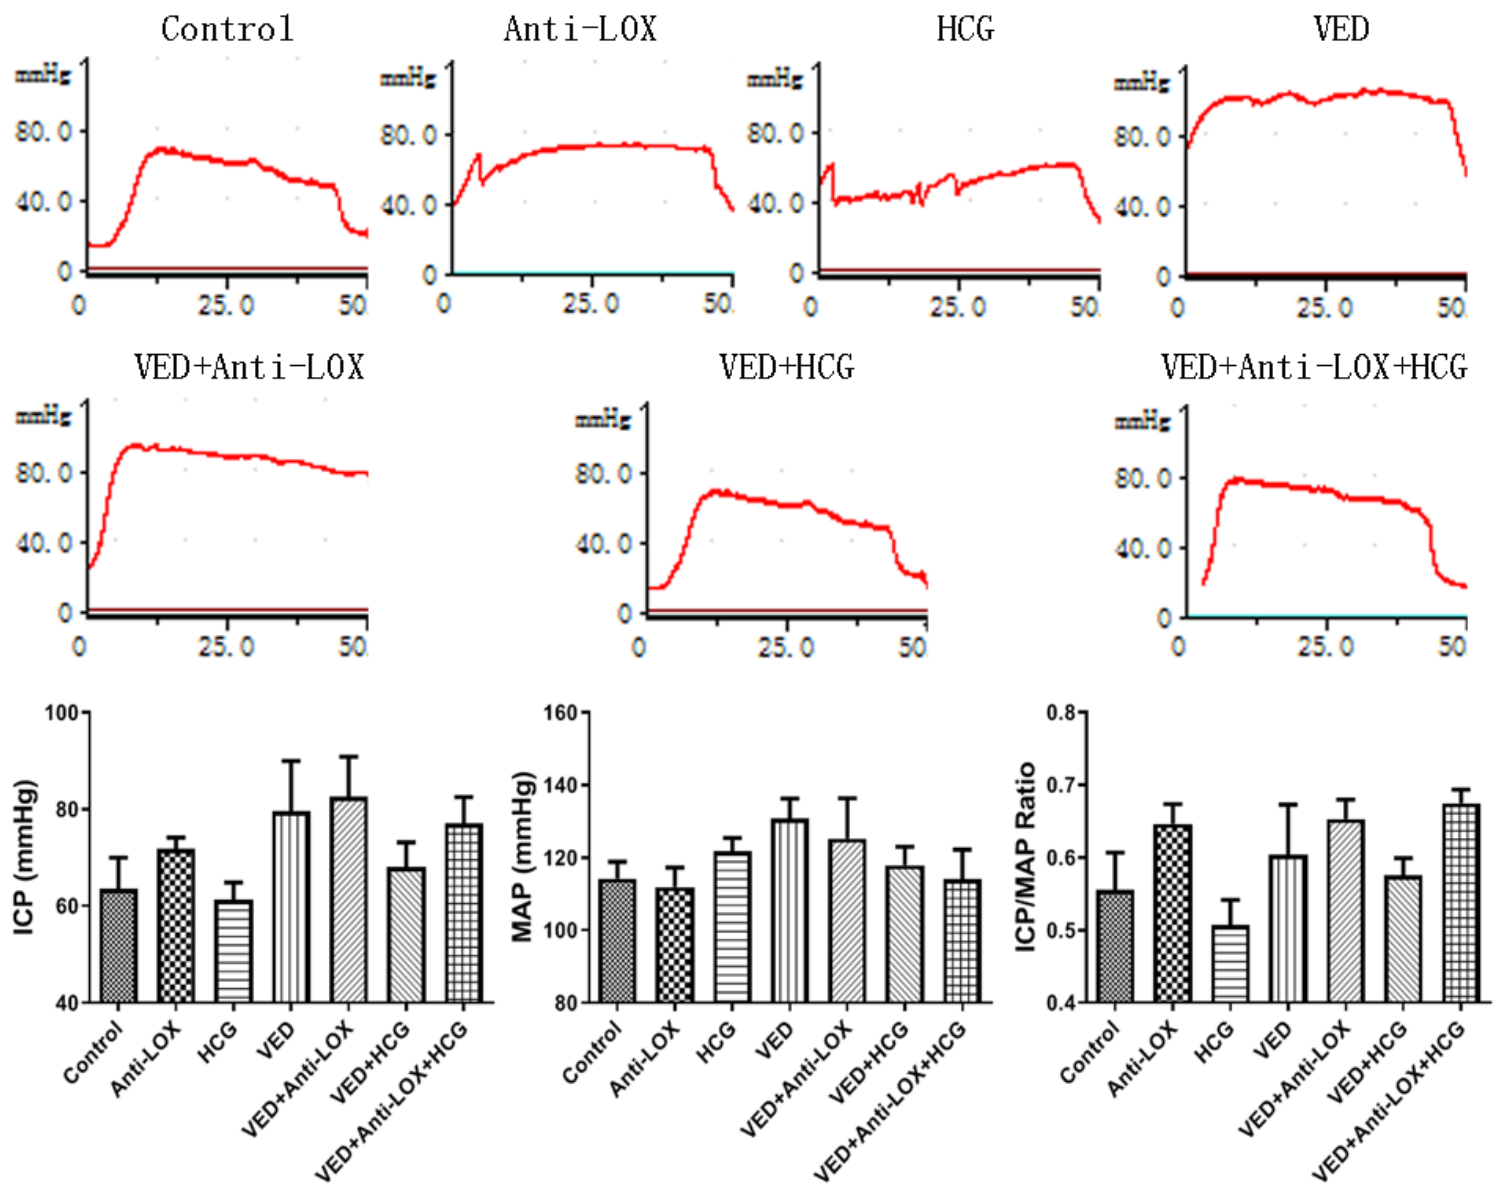 Control Anti-LOX HCG VED
mmHg mmHg mmHg mmHg
80.0 80.0 80.0 80.0
40.0 40.0 40.0 40.0
0 0 0 0
0 25.0 50. 0 25.0 50. 0 25.0 50. 0 25.0 50.
VED+Anti-LOX VED+HCG VED+Anti-LOX+HCG
mmHg mmHg mmHg
80.0 80.0 80.0
40.0 40.0 40.0
0 0 0
0 25.0 50. 0 25.0 50. 0 25.0 50.
ICP (mmHg)
100
80
60
40
Control
Anti-LOX
HCG
VED
VED+Anti-LOX
VED+HCG
VED+Anti-LOX+HCG
MAP (mmHg)
160
140
120
100
80
Control
Anti-LOX
HCG
VED
VED+Anti-LOX
VED+HCG
VED+Anti-LOX+HCG
ICP/MAP Ratio
0.8
0.7
0.6
0.5
0.4
Control
Anti-LOX
HCG
VED
VED+Anti-LOX
VED+HCG
VED+Anti-LOX+HCG